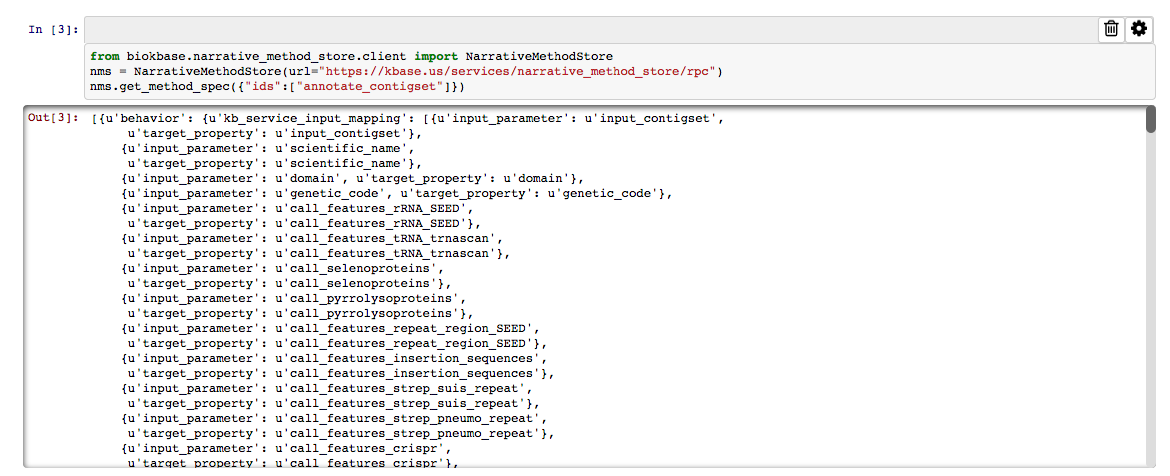 In [3]:
from biokbase.narrative_method_store.client import NarrativeMethodStore
nms = NarrativeMethodStore(url="https://kbase.us/services/narrative_method_store/rpc")
nms.get_method_spec({"ids":["annotate_contigset"]})
Out[3]: [{u'behavior': {u'kb_service_input_mapping': [{u'input_parameter': u'input_contigset',
u'target_property': u'input_contigset'},
{u'input_parameter': u'scientific_name',
u'target_property': u'scientific_name'},
{u'input_parameter': u'domain', u'target_property': u'domain'},
{u'input_parameter': u'genetic_code', u'target_property': u'genetic_code'},
{u'input_parameter': u'call_features_rRNA_SEED',
u'target_property': u'call_features_rRNA_SEED'},
{u'input_parameter': u'call_features_tRNA_trnascan',
u'target_property': u'call_features_tRNA_trnascan'},
{u'input_parameter': u'call_selenoproteins',
u'target_property': u'call_selenoproteins'},
{u'input_parameter': u'call_pyrrolysoproteins',
u'target_property': u'call_pyrrolysoproteins'},
{u'input_parameter': u'call_features_repeat_region_SEED',
u'target_property': u'call_features_repeat_region_SEED'},
{u'input_parameter': u'call_features_insertion_sequences',
u'target_property': u'call_features_insertion_sequences'},
{u'input_parameter': u'call_features_strep_suis_repeat',
u'target_property': u'call_features_strep_suis_repeat'},
{u'input_parameter': u'call_features_strep_pneumo_repeat',
u'target_property': u'call_features_strep_pneumo_repeat'},
{u'input_parameter': u'call_features_crispr',
u'target_property': u'call_features_crispr'},